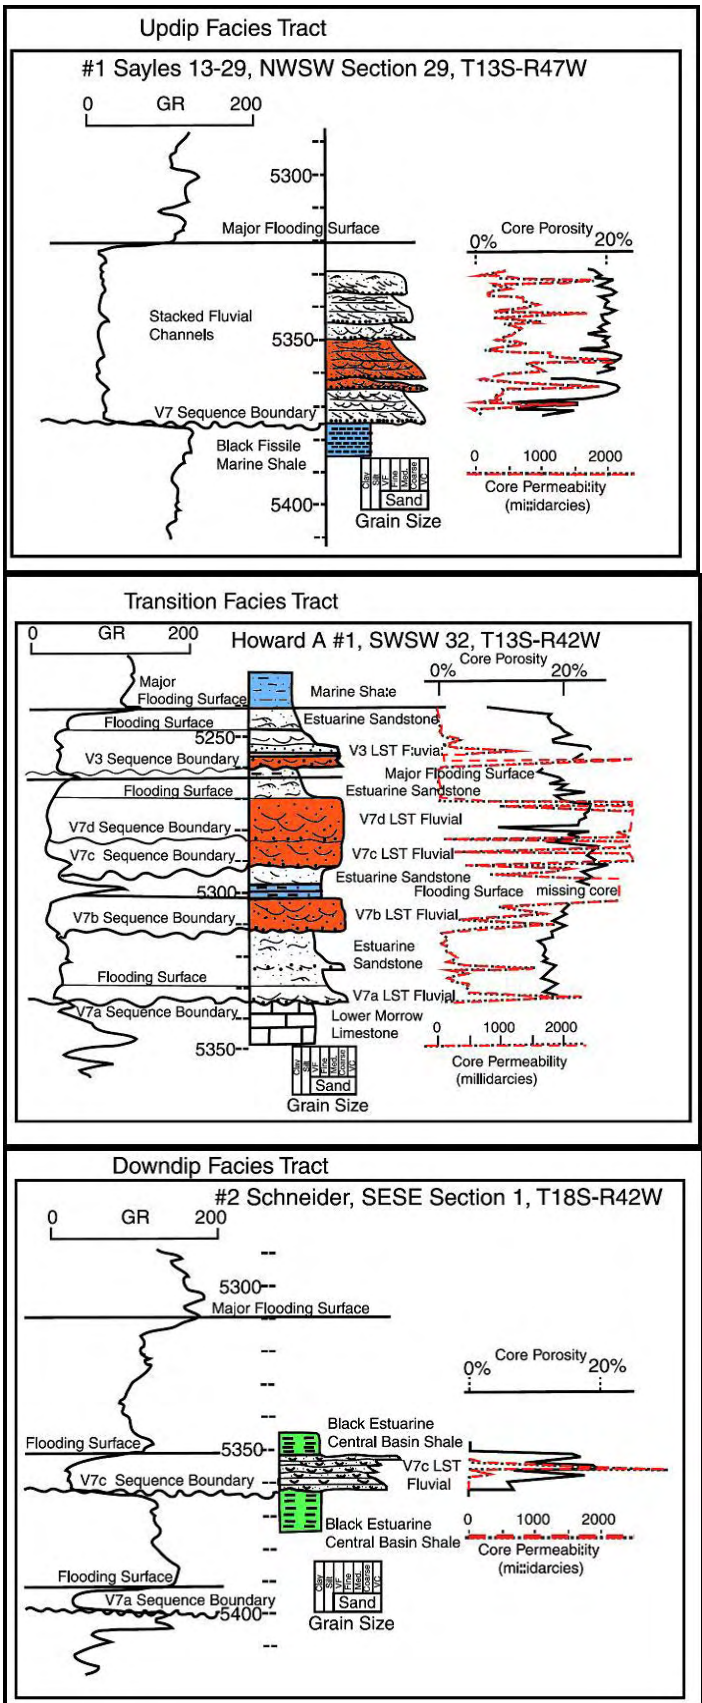 Updip Facies Tract
#1 Sayles 13-29, NWSW Section 29, T13S-R47W
0 GR 200
5300
Major Flooding Surface
Core Porosity
0% 20%
Stacked Fluvial
Channels
5350
V7 Sequence Boundary
Black Fissile
Marine Shale
Clay Silt VF Fine Med. Coarse VC
Sand
Grain Size
0 1000 2000
Core Permeability
(mi::idarcies)
5400
Transition Facies Tract
0 GR 200
Howard A #1, SWSW 32, T13S-R42W
Core Porosity
0% 20%
Major
Flooding Surface
Marine Sha:e
Flooding Surface
Estuarine Sandstone
5250
V3 Sequence Boundary
V3 LST F:uvia:
Major Flooding Surface
Flooding Surface
Estuarine Sandstone
V7d Sequence Boundary
V7d LST Fluvial
V7c Sequence Boundary
V7c LST Fluvial
Estuarine Sandstone
5300
Flooding Surface missing core
V7b Sequence Boundary
V7b LST Fluvial
Estuarine
Sandstone
Flooding Surface
V7a LST Fluvial
V7a Sequence Boundary
Lower Morrow
Limestone
5350
0 1000 2000
Core Permeability
(millidarcies)
Clay Silt VF Fine Med. Coarse VC
Sand
Grain Size
Downdip Facies Tract
#2 Schneider, SESE Section 1, T18S-R42W
0 GR 200
5300
Major Flooding Surface
Core Porosity
0% 20%
Flooding Surface
5350
Black Estuarine
Central Basin Shale
V7c Sequence Boundary
V7c LST
Fluvial
Black Estuarine
Central Basin Shale
0 1000 2000
Core Permeability
(mi::idarcies)
Flooding Surface
V7a Sequence Boundary
5400
Clay Silt VF Fine Med. Coarse VC
Sand
Grain Size